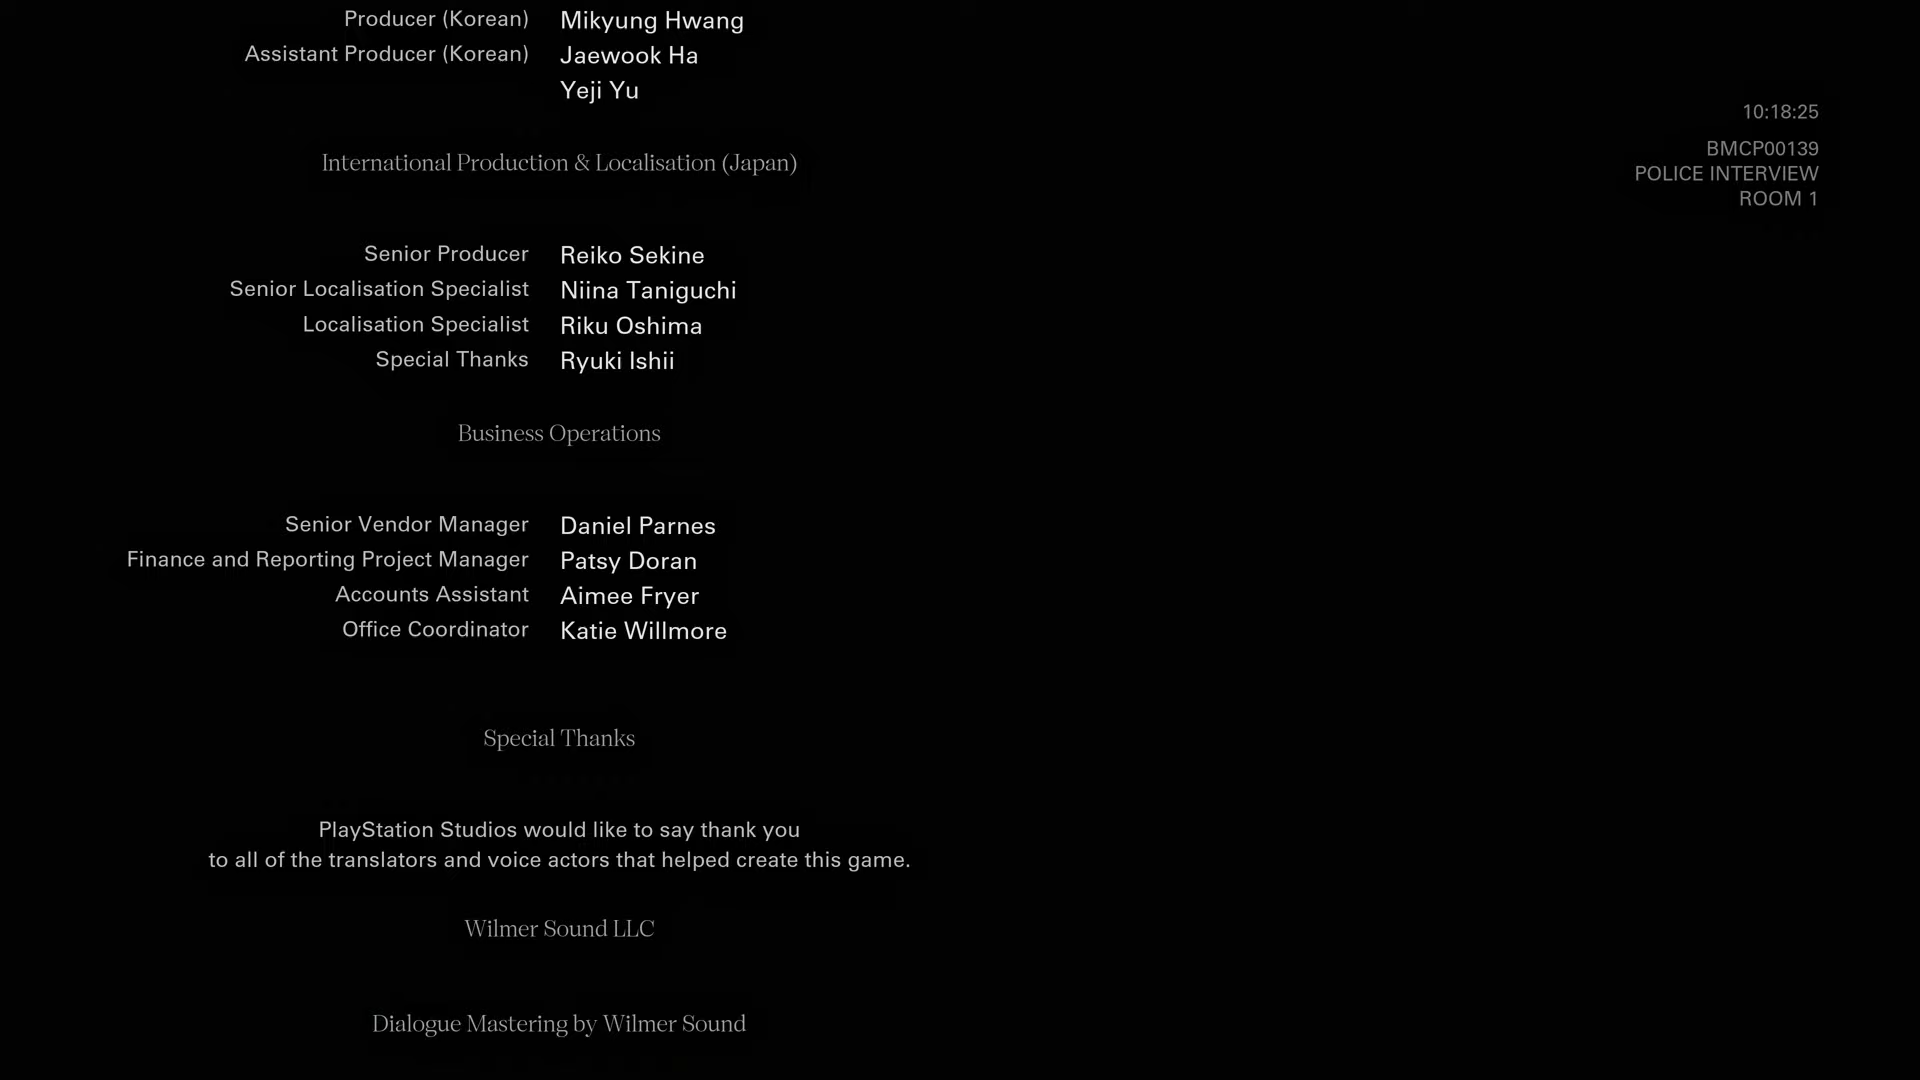 Producer (Korean) Mikyung Hwang
Assistant Producer (Korean) Jaewook Ha
Yeji Yu
International Production & Localisation (Japan)
Senior Producer Reiko Sekine
Senior Localisation Specialist Niina Taniguchi
Localisation Specialist Riku Oshima
Special Thanks Ryuki Ishii
Business Operations
Senior Vendor Manager Daniel Parnes
Finance and Reporting Project Manager Patsy Doran
Accounts Assistant Aimee Fryer
Office Coordinator Katie Willmore
Special Thanks
PlayStation Studios would like to say thank you
to all of the translators and voice actors that helped create this game.
Wilmer Sound LLC
Dialogue Mastering by Wilmer Sound
10:18:25
BMCP00139
POLICE INTERVIEW
ROOM 1